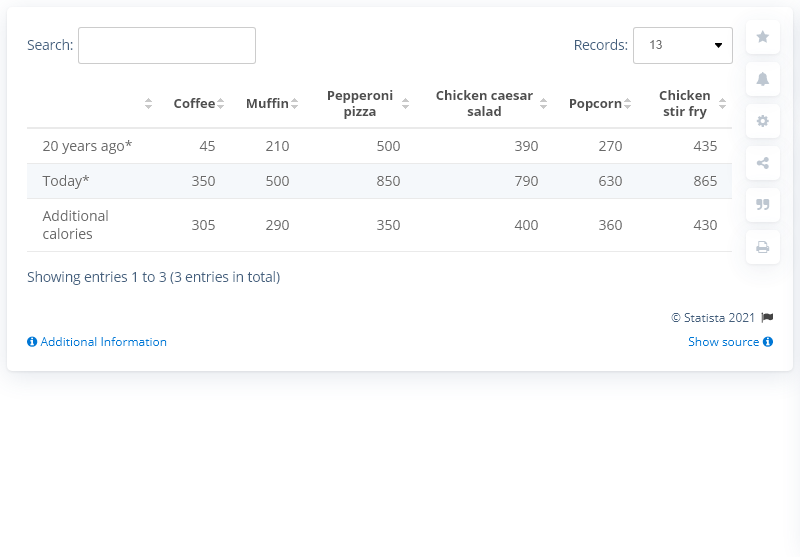 Search:
Records: 13
Coffee Muffin Pepperoni pizza Chicken caesar salad Popcorn Chicken stir fry
20 years ago* 45 210 500 390 270 435
Today* 350 500 850 790 630 865
Additional calories 305 290 350 400 360 430
Showing entries 1 to 3 (3 entries in total)
© Statista 2021
Additional Information Show source